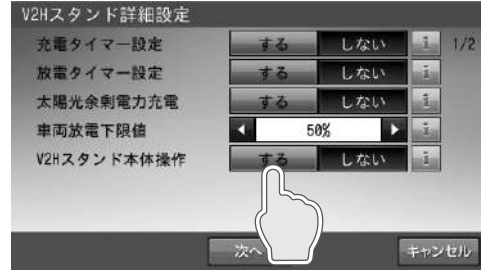 V2Hスタンド詳細設定
充電タイマー設定 する しない i 1/2
放電タイマー設定 する しない i
太陽光余剰電力充電 する しない i
車両放電下限値 ◀ 50% ▶ i
V2Hスタンド本体操作 する しない i
次へ キャンセル